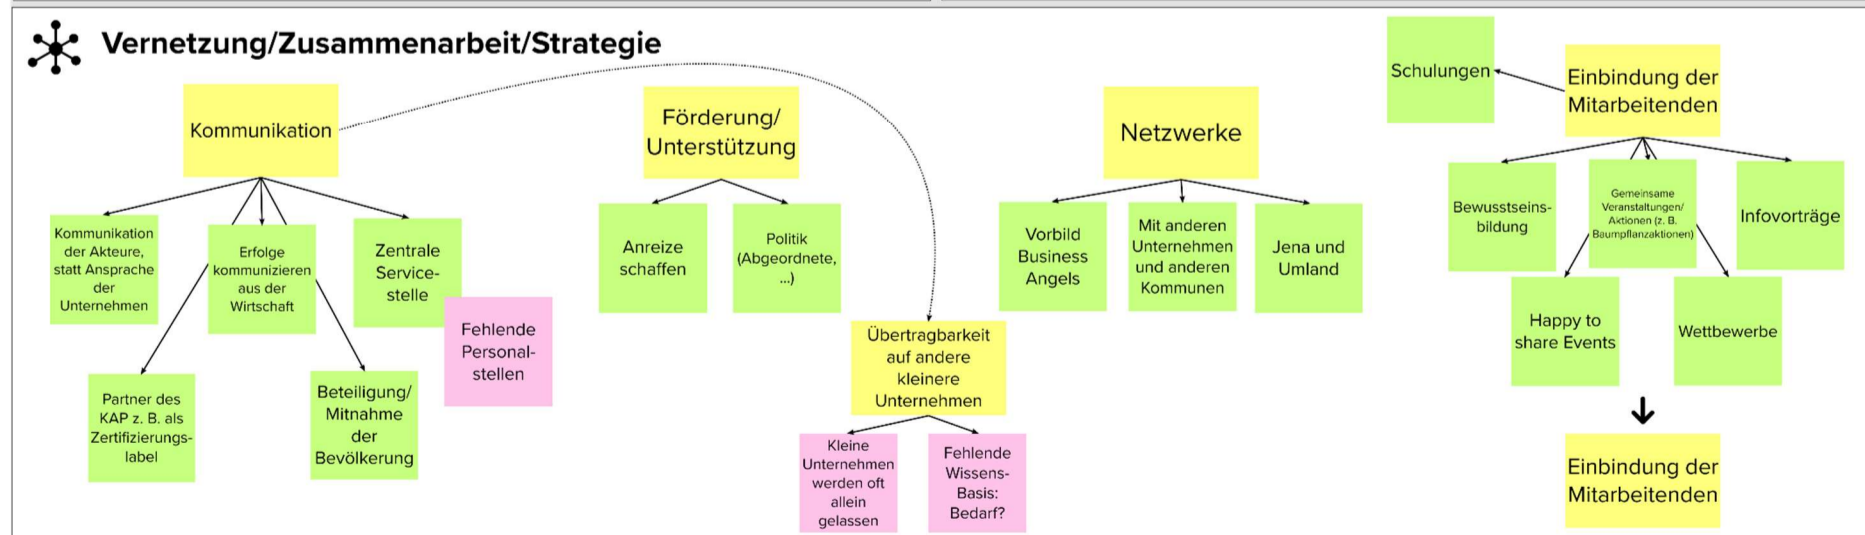 Vernetzung/Zusammenarbeit/Strategie
Kommunikation
Kommunikation
der Akteure,
statt Ansprache
der
Unternehmen
Erfolge
kommunizieren
aus der
Wirtschaft
Zentrale
Service-
stelle
Fehlende
Personal-
stellen
Partner des
KAP z. B. als
Zertifizierungs-
label
Beteiligung/
Mitnahme
der
Bevölkerung
Förderung/
Unterstützung
Anreize
schaffen
Politik
(Abgeordnete,
...)
Übertragbarkeit
auf andere
kleinere
Unternehmen
Kleine
Unternehmen
werden oft
allein
gelassen
Fehlende
Wissens-
Basis:
Bedarf?
Netzwerke
Vorbild
Business
Angels
Mit anderen
Unternehmen
und anderen
Kommunen
Jena und
Umland
Schulungen
Einbindung der
Mitarbeitenden
Bewusstseins-
bildung
Gemeinsame
Veranstaltungen/
Aktionen (z. B.
Baumpflanzaktionen)
Infovorträge
Happy to
share Events
Wettbewerbe
Einbindung der
Mitarbeitenden